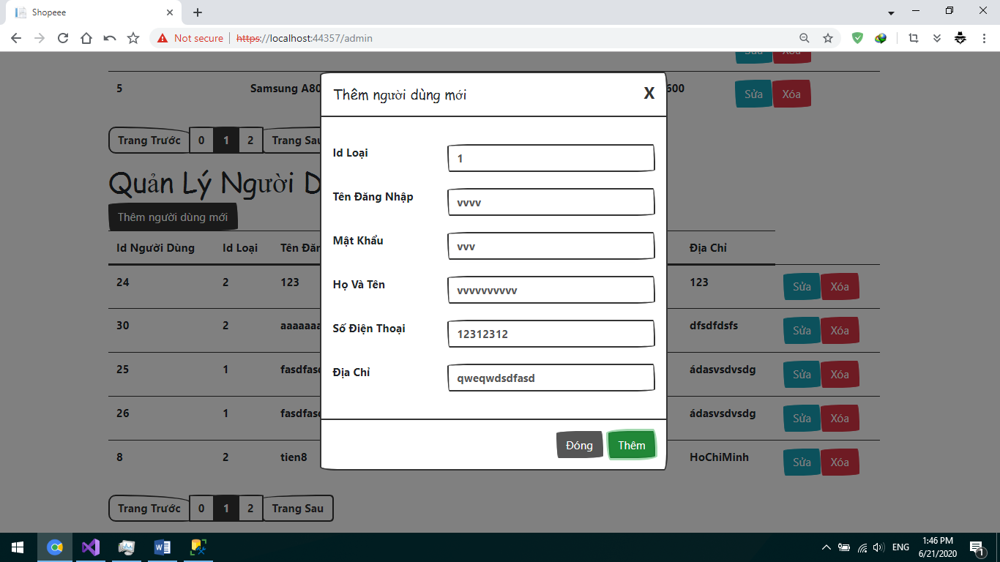 Shopeee
Not secure https://localhost:44357/admin
Sửa Xóa
5 Samsung A80 600 Sửa Xóa
Thêm người dùng mới X
Trang Trước 0 1 2 Trang Sau
Id Loại 1
Quản Lý Người D
Tên Đăng Nhập vvvv
Thêm người dùng mới
Mật Khẩu vvv
Id Người Dùng Id Loại Tên Đăn Địa Chỉ
24 2 123 123 Sửa Xóa
Họ Và Tên vvvvvvvvvv
30 2 aaaaaaa dfsdfdsfs Sửa Xóa
Số Điện Thoại 12312312
25 1 fasdfasd ádasvsdvsdg Sửa Xóa
Địa Chỉ qweqwdsdfasd
26 1 fasdfasd ádasvsdvsdg Sửa Xóa
Đóng Thêm
8 2 tien8 HoChiMinh Sửa Xóa
Trang Trước 0 1 2 Trang Sau
ENG 1:46 PM
6/21/2020
1